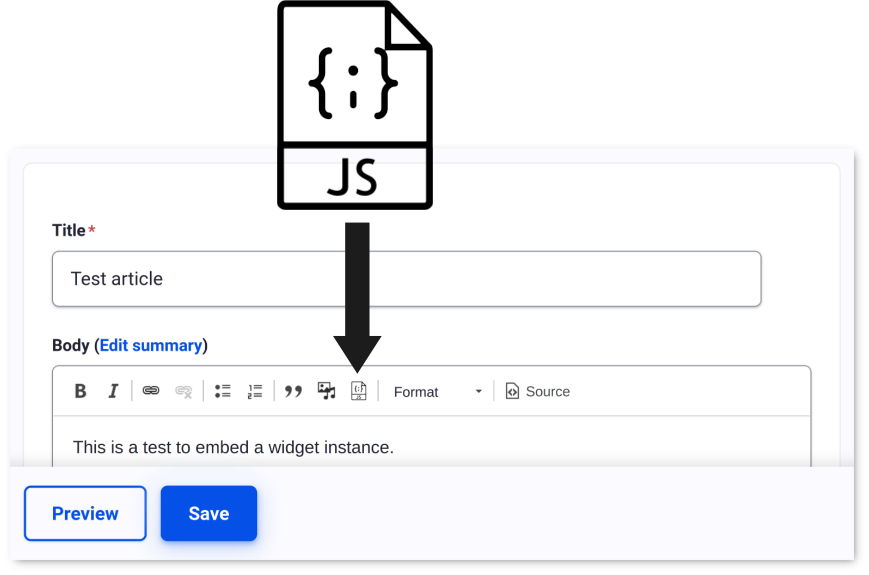 {;}
JS
Title*
Test article
Body (Edit summary)
B I Format Source
This is a test to embed a widget instance.
Preview Save